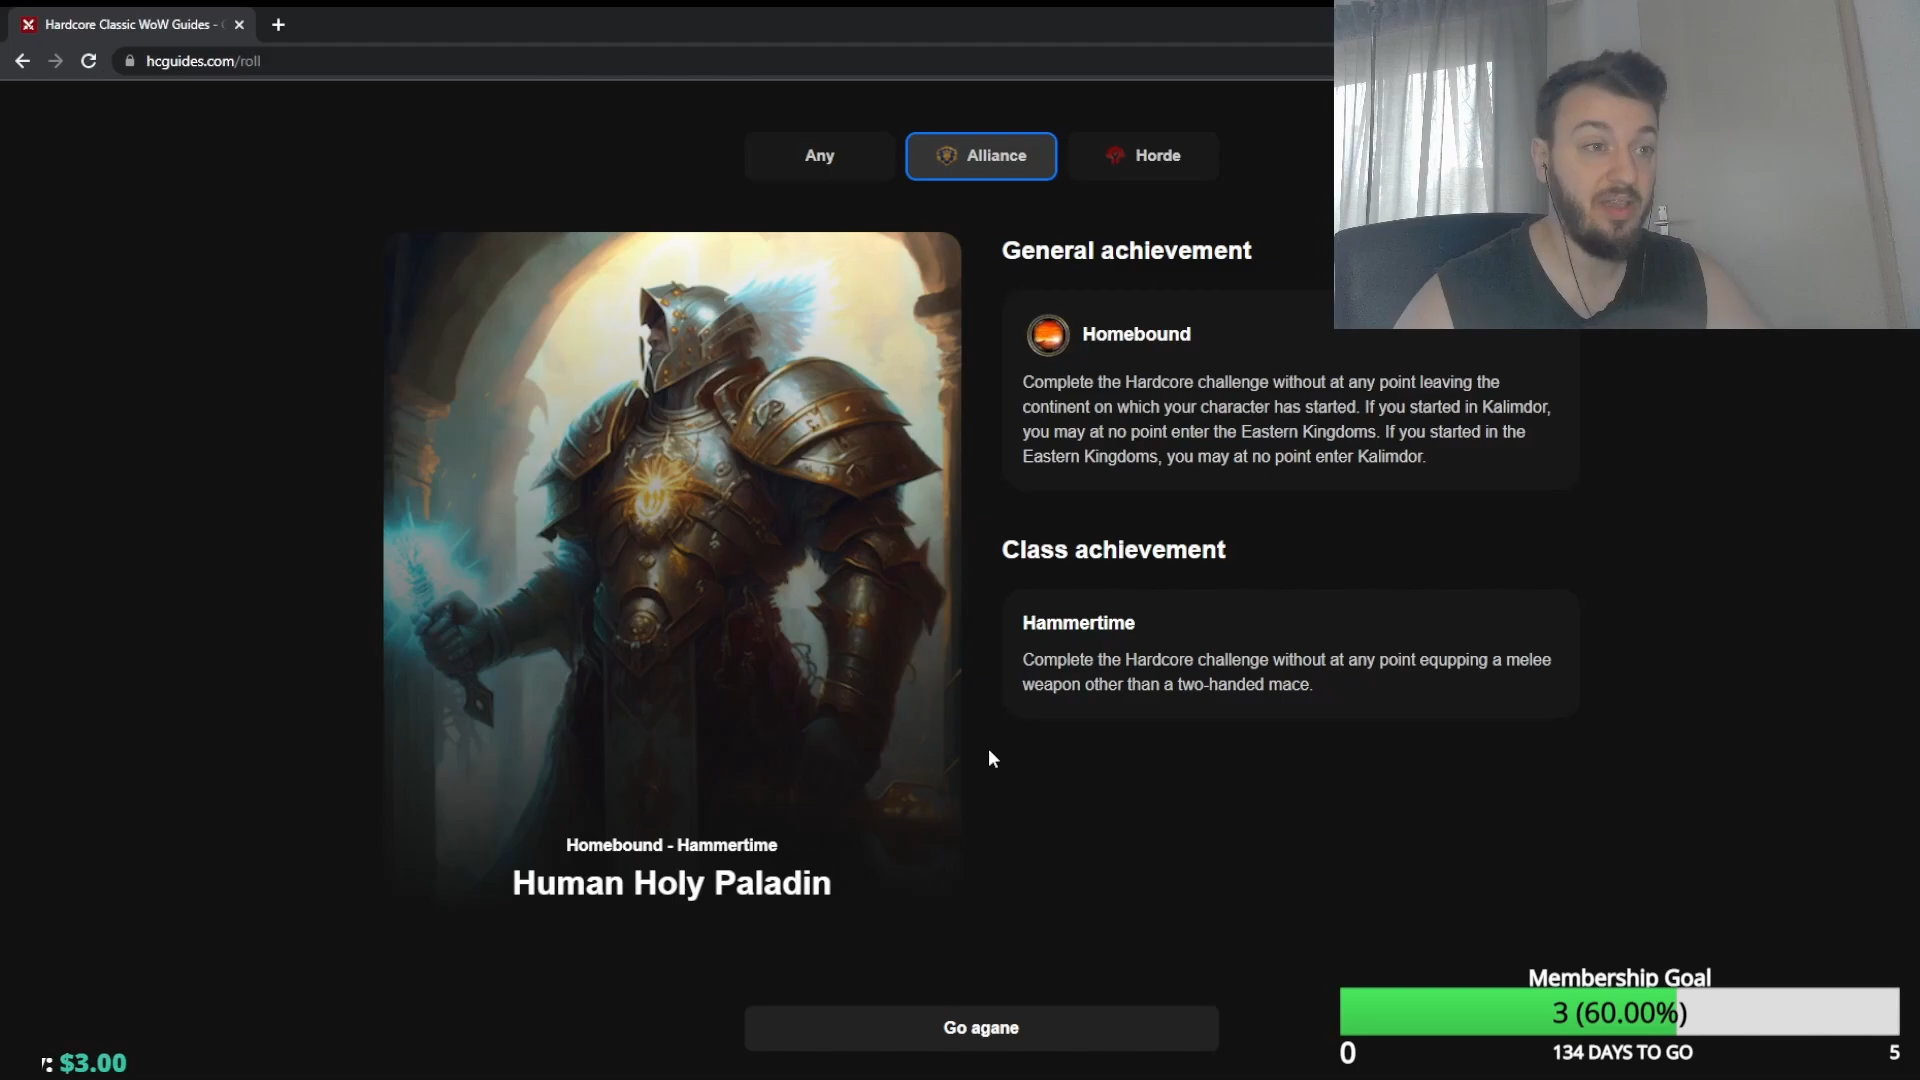 Hardcore Classic WoW Guides -
hcguides.com/roll
Any
Alliance
Horde
General achievement
Homebound
Complete the Hardcore challenge without at any point leaving the
continent on which your character has started. If you started in Kalimdor,
you may at no point enter the Eastern Kingdoms. If you started in the
Eastern Kingdoms, you may at no point enter Kalimdor.
Class achievement
Hammertime
Complete the Hardcore challenge without at any point equpping a melee
weapon other than a two-handed mace.
Homebound - Hammertime
Human Holy Paladin
Go agane
Membership Goal
3 (60.00%)
0
134 DAYS TO GO
5
: $3.00